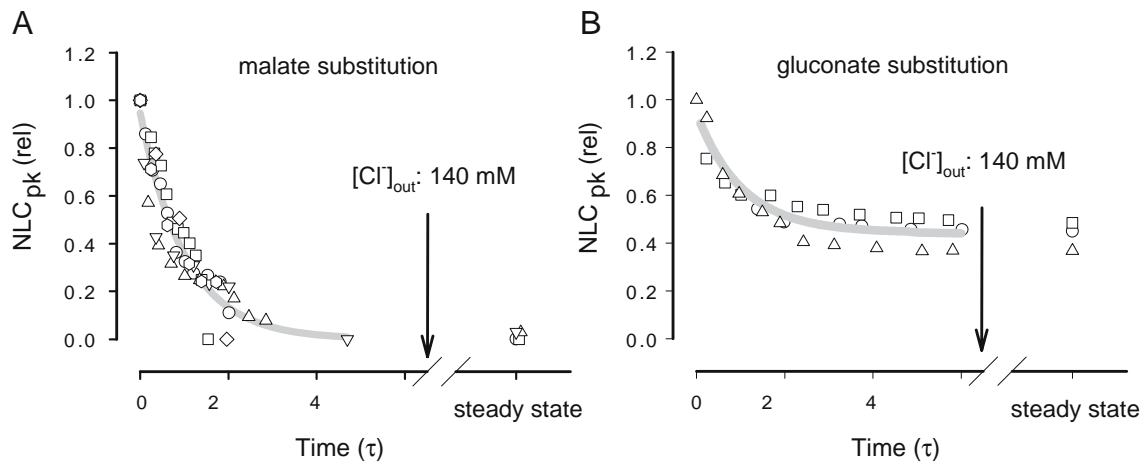 A
malate substitution
NLCpk (rel)
1.2
1.0
0.8
0.6
0.4
0.2
0.0
[Cl-]out: 140 mM
0 2 4
steady state
Time (τ)
B
gluconate substitution
NLCpk (rel)
1.2
1.0
0.8
0.6
0.4
0.2
0.0
[Cl-]out: 140 mM
0 2 4
steady state
Time (τ)